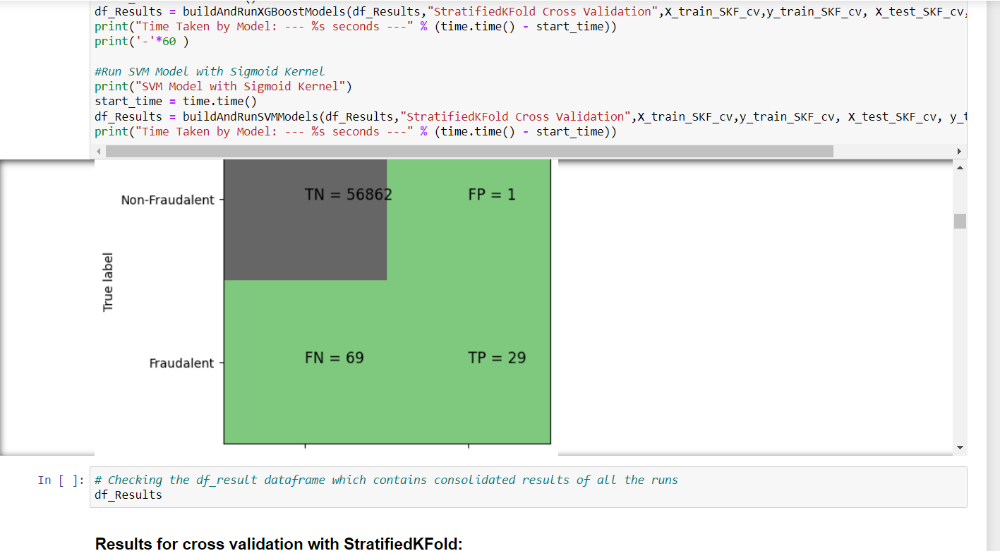 df_Results = buildAndRunXGBoostModels(df_Results,"StratifiedKFold Cross Validation",X_train_SKF_cv,y_train_SKF_cv, X_test_SKF_cv,
print("Time Taken by Model: --- %s seconds ---" % (time.time() - start_time))
print('-'*60 )
#Run SVM Model with Sigmoid Kernel
print("SVM Model with Sigmoid Kernel")
start_time = time.time()
df_Results = buildAndRunSVMModels(df_Results,"StratifiedKFold Cross Validation",X_train_SKF_cv,y_train_SKF_cv, X_test_SKF_cv, y_t
print("Time Taken by Model: --- %s seconds ---" % (time.time() - start_time))
Non-Fraudalent
TN = 56862
FP = 1
True label
Fraudalent
FN = 69
TP = 29
In [ ]:
# Checking the df_result dataframe which contains consolidated results of all the runs
df_Results
Results for cross validation with StratifiedKFold: